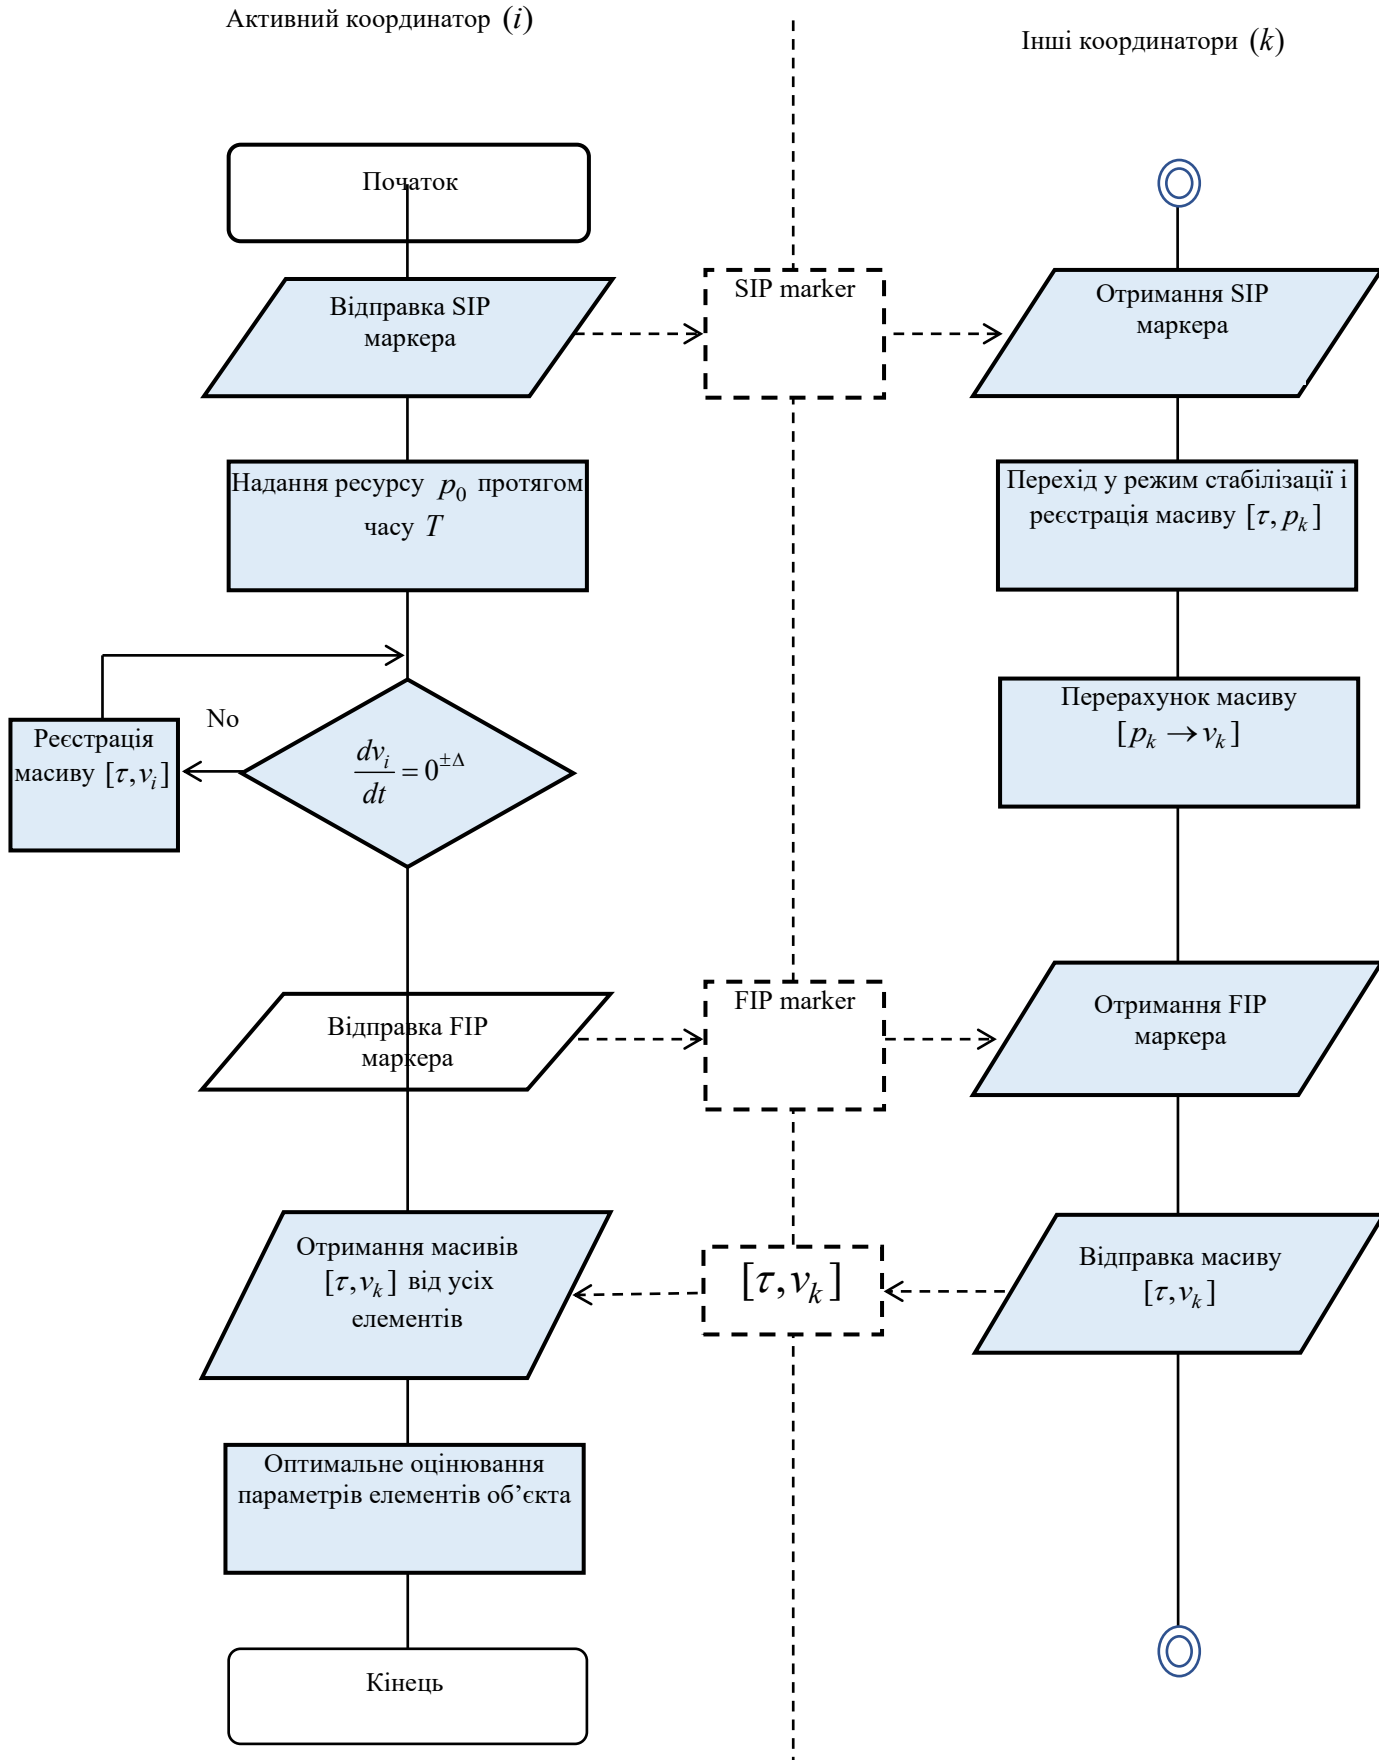 Активний координатор (i)
Інші координатори (k)
Початок
Відправка SIP
маркера
SIP marker
Отримання SIP
маркера
Надання ресурсу p₀ протягом
часу T
Перехід у режим стабілізації і
реєстрація масиву [τ, pₖ]
No
Реєстрація
масиву [τ, vᵢ]
dvᵢ/dt = 0^{±Δ}
Перерахунок масиву
[pₖ → vₖ]
Відправка FIP
маркера
FIP marker
Отримання FIP
маркера
Отримання масивів
[τ, vₖ] від усіх
елементів
[τ, vₖ]
Відправка масиву
[τ, vₖ]
Оптимальне оцінювання
параметрів елементів об’єкта
Кінець